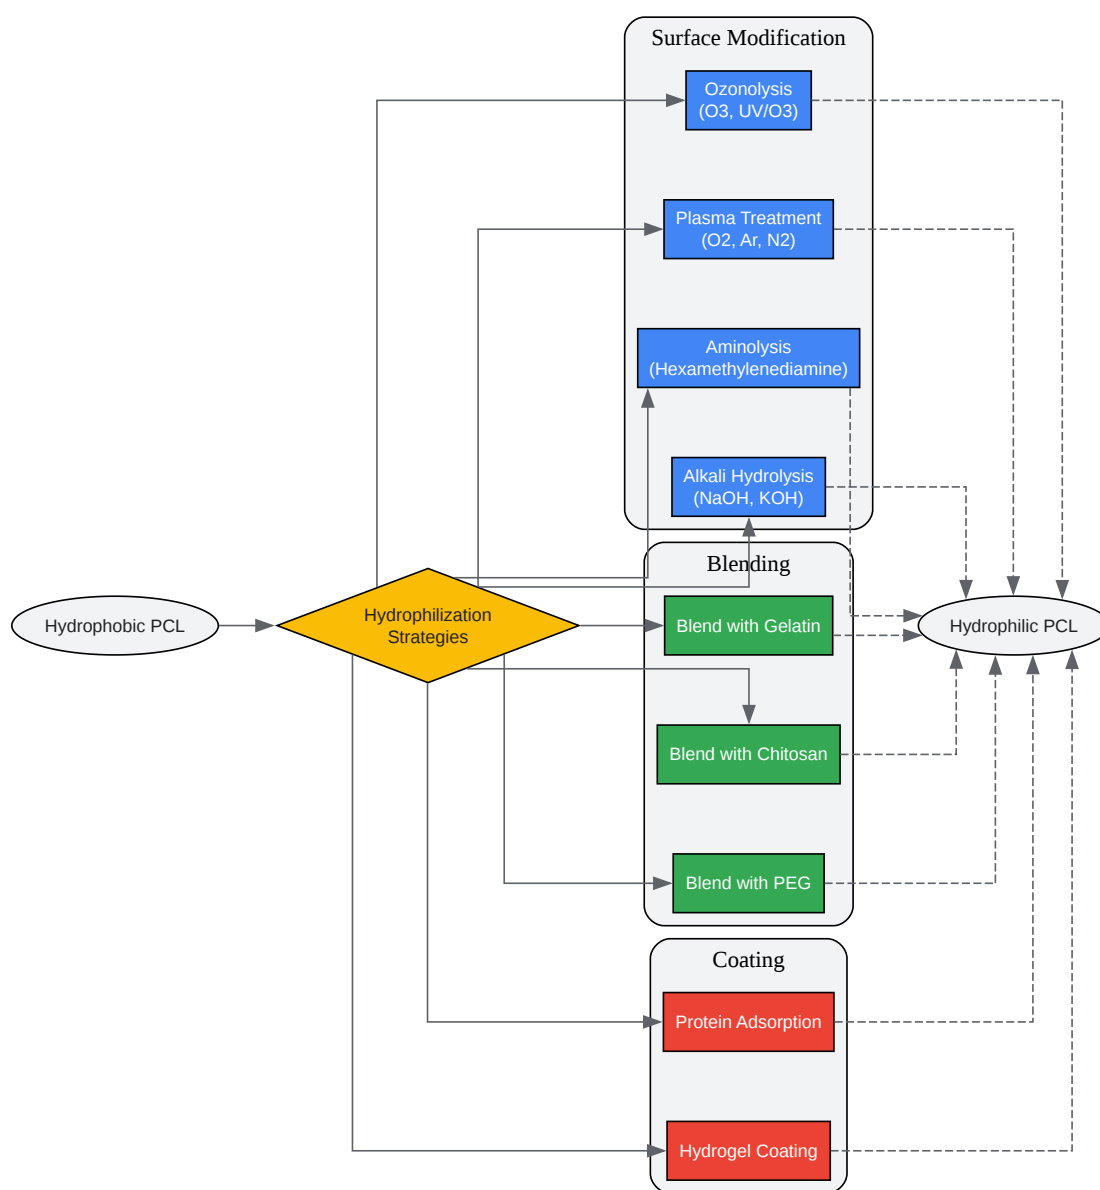 Surface Modification
Ozonolysis
(O3, UV/O3)
Plasma Treatment
(O2, Ar, N2)
Aminolysis
(Hexamethylenediamine)
Alkali Hydrolysis
(NaOH, KOH)
Blending
Hydrophobic PCL
Hydrophilization
Strategies
Blend with Gelatin
Hydrophilic PCL
Blend with Chitosan
Blend with PEG
Coating
Protein Adsorption
Hydrogel Coating